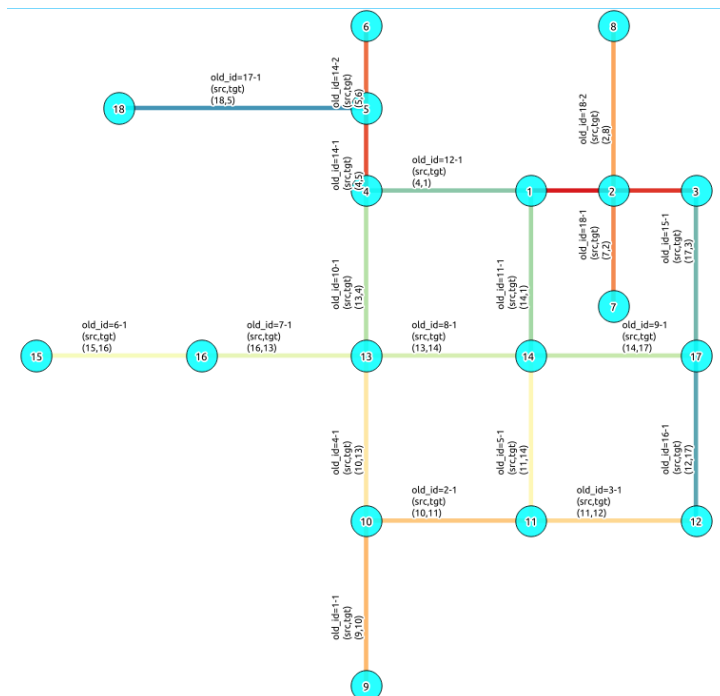 6
8
old_id=17-1
(src,tgt)
(18,5)
old_id=14-2
(src,tgt)
(5,6)
old_id=18-2
(src,tgt)
(2,8)
18
5
old_id=14-1
(src,tgt)
(4,5)
old_id=12-1
(src,tgt)
(4,1)
4
1
2
3
old_id=18-1
(src,tgt)
(7,2)
old_id=15-1
(src,tgt)
(17,3)
old_id=10-1
(src,tgt)
(13,4)
old_id=11-1
(src,tgt)
(14,1)
7
old_id=6-1
(src,tgt)
(15,16)
old_id=7-1
(src,tgt)
(16,13)
old_id=8-1
(src,tgt)
(13,14)
old_id=9-1
(src,tgt)
(14,17)
15
16
13
14
17
old_id=4-1
(src,tgt)
(10,13)
old_id=5-1
(src,tgt)
(11,14)
old_id=16-1
(src,tgt)
(12,17)
old_id=2-1
(src,tgt)
(10,11)
old_id=3-1
(src,tgt)
(11,12)
10
11
12
old_id=1-1
(src,tgt)
(9,10)
9